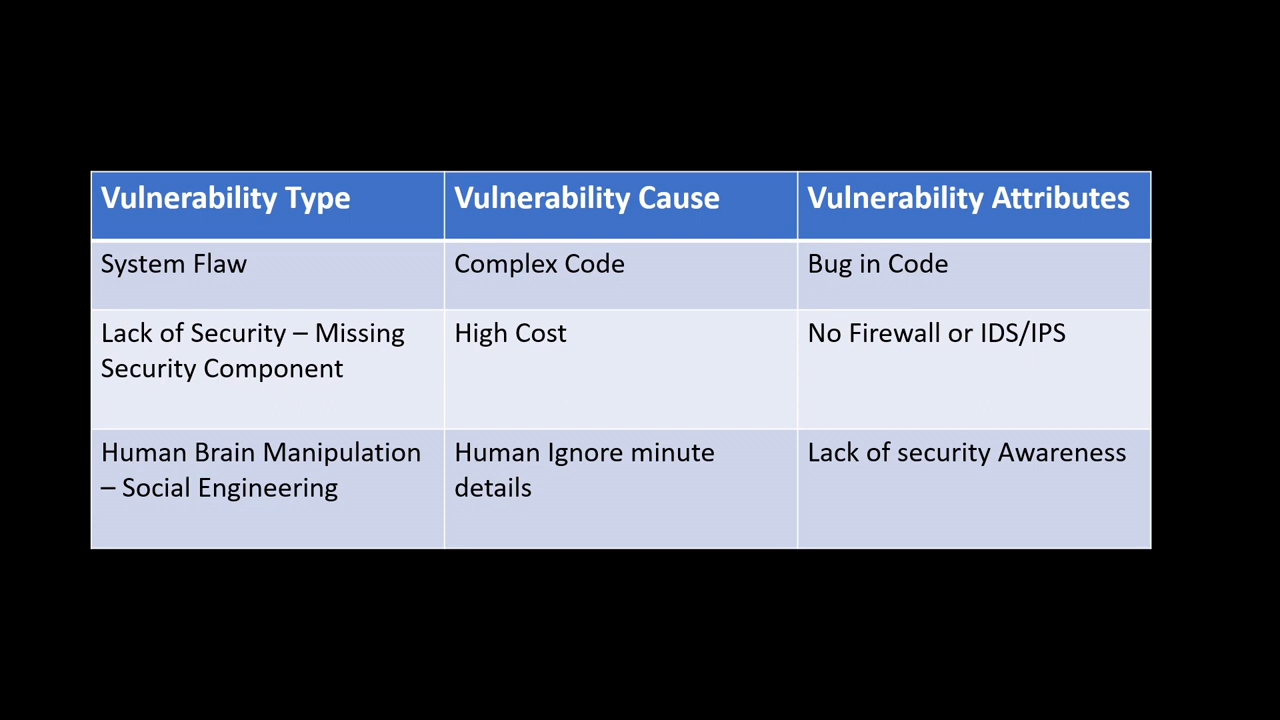 Vulnerability Type
Vulnerability Cause
Vulnerability Attributes
System Flaw
Complex Code
Bug in Code
Lack of Security – Missing
Security Component
High Cost
No Firewall or IDS/IPS
Human Brain Manipulation
– Social Engineering
Human Ignore minute
details
Lack of security Awareness